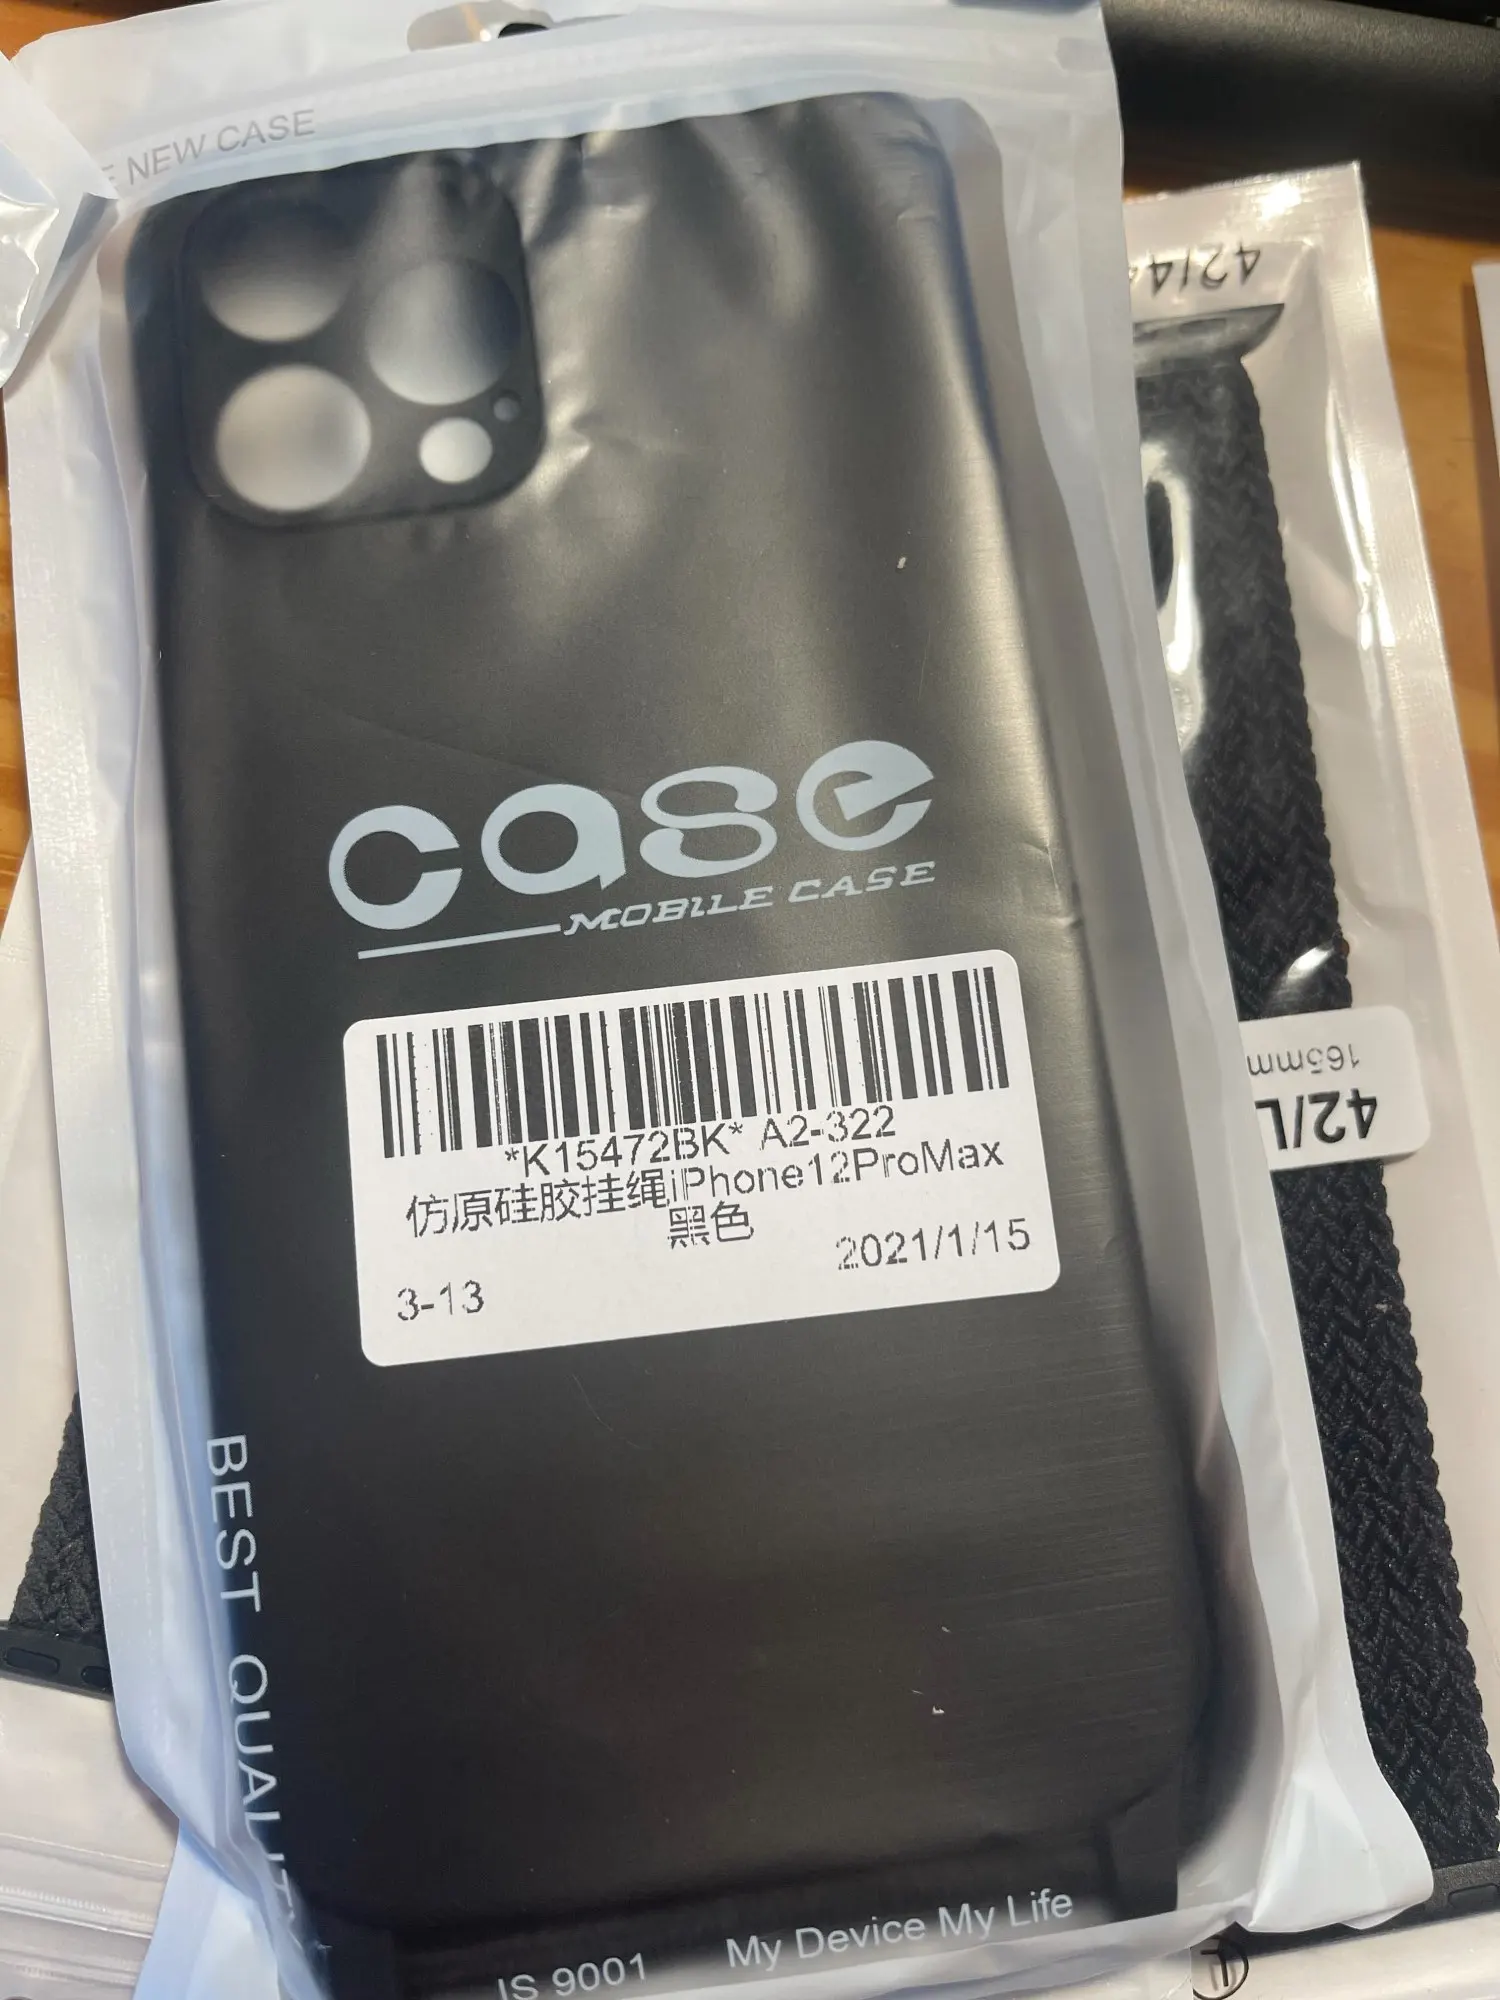 NEW CASE
case
MOBILE CASE
*K15472BK* A2-322
仿原硅胶挂绳iPhone12ProMax
黑色
2021/1/15
3-13
BEST QUALITY
IS 9001
My Device My Life
42/4
165mm
42/L